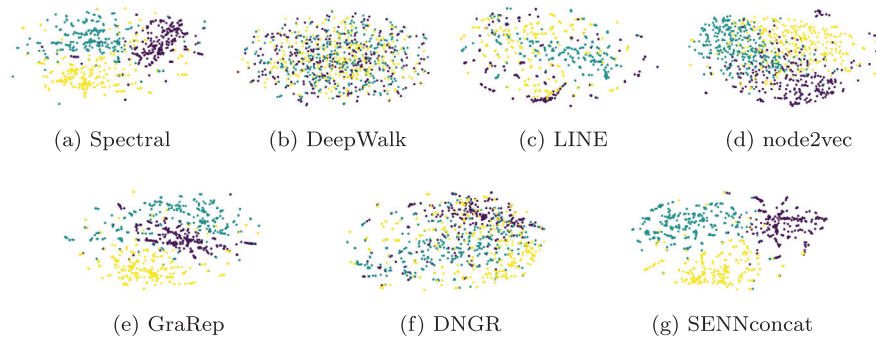 (a) Spectral (b) DeepWalk (c) LINE (d) node2vec
(e) GraRep (f) DNGR (g) SENNconcat